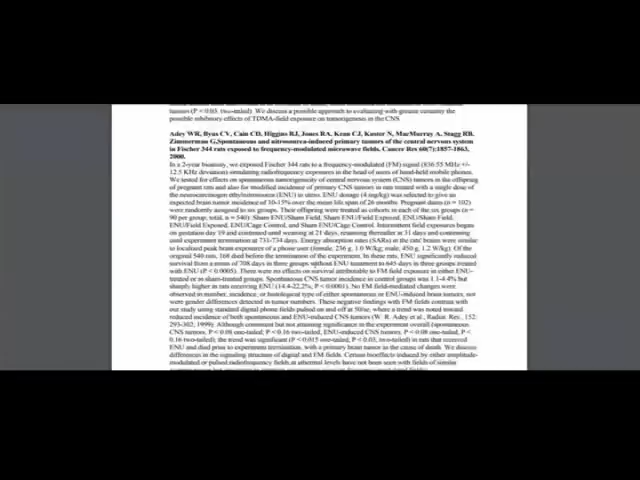 tumors (P < 0.03, two-tailed). We discuss a possible approach to evaluating with greater certainty the
possible inhibitory effects of TDMA-field exposure on tumorigenesis in the CNS
Adey WR, Byus CV, Cain CD, Higgins RJ, Jones RA, Kean CJ, Kuster N, MacMurray A, Stagg RB,
Zimmerman G, Spontaneous and nitrosourea-induced primary tumors of the central nervous system
in Fischer 344 rats exposed to frequency-modulated microwave fields. Cancer Res 60(7):1857-1863,
2000.
In a 2-year bioassay, we exposed Fischer 344 rats to a frequency-modulated (FM) signal (836.55 MHz +/-
12.5 KHz deviation) simulating radiofrequency exposures in the head of users of hand-held mobile phones.
We tested for effects on spontaneous tumorigenicity of central nervous system (CNS) tumors in the offspring
of pregnant rats and also for modified incidence of primary CNS tumors in rats treated with a single dose of
the neurocarcinogen ethylnitrosourea (ENU) in utero. ENU dosage (4 mg/kg) was selected to give an
expected brain tumor incidence of 10-15% over the mean life span of 26 months. Pregnant dams (n = 102)
were randomly assigned to six groups. Their offspring were treated as cohorts in each of the six groups (n =
90 per group; total, n = 540): Sham ENU/Sham Field, Sham ENU/Field Exposed, ENU/Sham Field,
ENU/Field Exposed, ENU/Cage Control, and Sham ENU/Cage Control. Intermittent field exposures began
on gestation day 19 and continued until weaning at 21 days, resuming thereafter at 31 days and continuing
until experiment termination at 731-734 days. Energy absorption rates (SARs) in the rats' brains were similar
to localized peak brain exposures of a phone user (female, 236 g, 1.0 W/kg; male, 450 g, 1.2 W/kg). Of the
original 540 rats, 168 died before the termination of the experiment. In these rats, ENU significantly reduced
survival from a mean of 708 days in three groups without ENU treatment to 645 days in three groups treated
with ENU (P < 0.0005). There were no effects on survival attributable to FM field exposure in either ENU-
treated or in sham-treated groups. Spontaneous CNS tumor incidence in control groups was 1.1-4.4% but
sharply higher in rats receiving ENU (14.4-22.2%, P < 0.0001). No FM field-mediated changes were
observed in number, incidence, or histological type of either spontaneous or ENU-induced brain tumors, nor
were gender differences detected in tumor numbers. These negative findings with FM fields contrast with
our study using standard digital phone fields pulsed on and off at 50/sec, where a trend was noted toward
reduced incidence of both spontaneous and ENU-induced CNS tumors (W. R. Adey et al., Radiat. Res., 152:
293-302, 1999). Although consistent but not attaining significance in the experiment overall (spontaneous
CNS tumors, P < 0.08 one-tailed; P < 0.16 two-tailed; ENU-induced CNS tumors, P < 0.08 one-tailed, P <
0.16 two-tailed); the trend was significant (P < 0.015 one-tailed, P < 0.03, two-tailed) in rats that received
ENU and died prior to experiment termination, with a primary brain tumor as the cause of death. We discuss
differences in the signaling structure of digital and FM fields. Certain bioeffects induced by either amplitude-
modulated or pulsed radiofrequency fields at athermal levels have not been seen with fields of similar